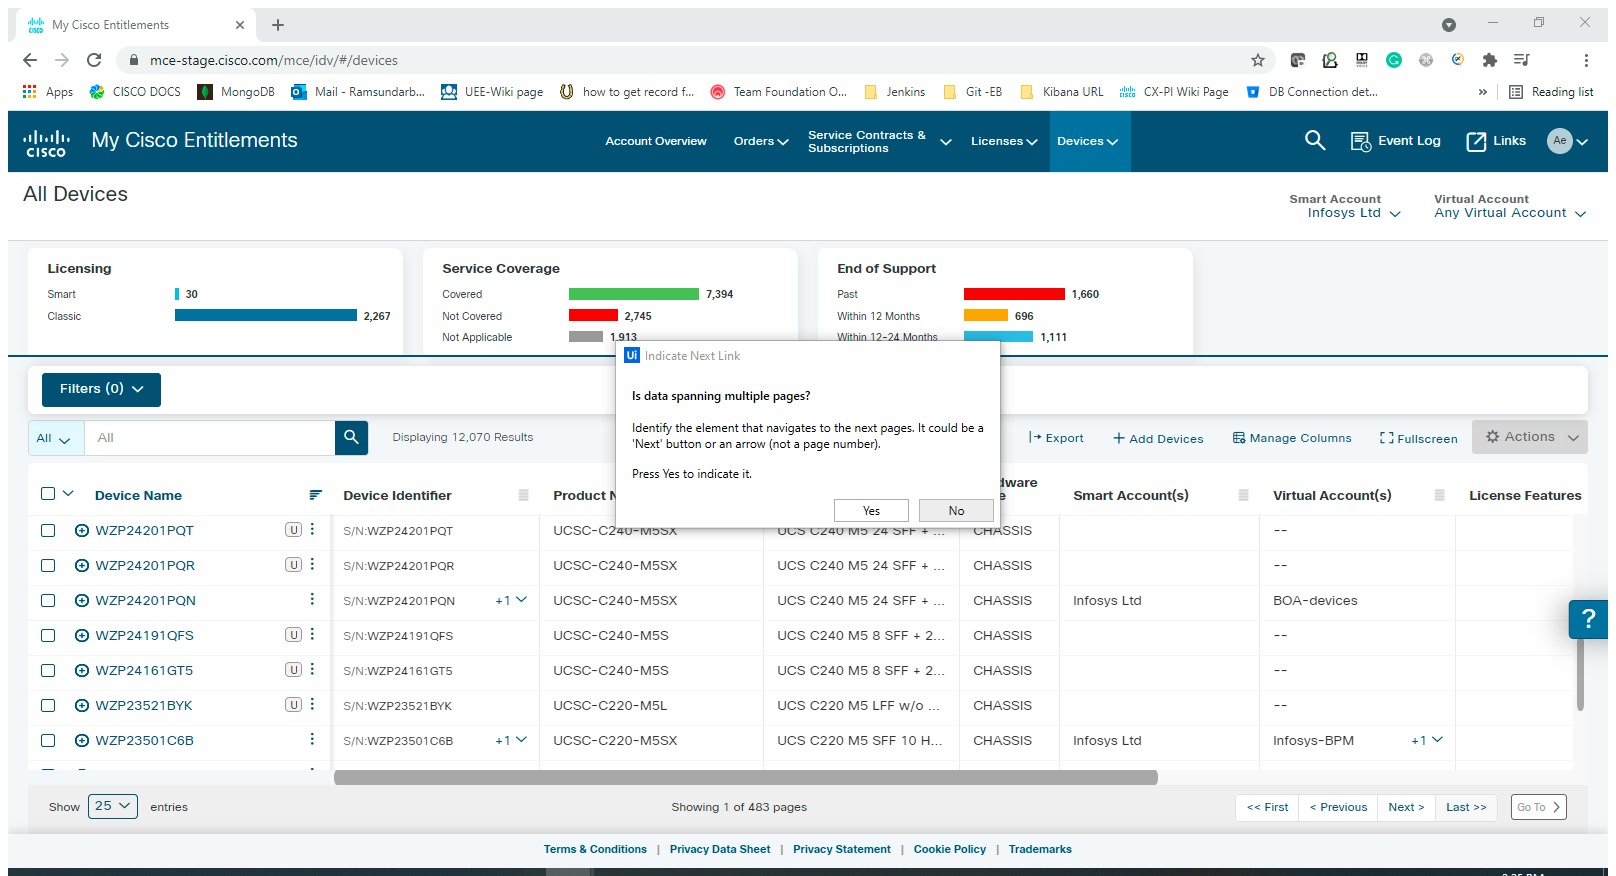 My Cisco Entitlements
mce-stage.cisco.com/mce/idv/#/devices
Apps CISCO DOCS MongoDB Mail - Ramsundarb... UEE-Wiki page how to get record f... Team Foundation O... Jenkins Git -EB Kibana URL CX-PI Wiki Page DB Connection det... » Reading list
CISCO My Cisco Entitlements Account Overview Orders Service Contracts & Subscriptions Licenses Devices Event Log Links Ae
All Devices
Smart Account Virtual Account
Infosys Ltd Any Virtual Account
Licensing Service Coverage End of Support
Smart 30 Covered 7,394 Past 1,660
Classic 2,267 Not Covered 2,745 Within 12 Months 696
Not Applicable 1,913 Within 12-24 Months 1,111
Ui Indicate Next Link
Is data spanning multiple pages?
Identify the element that navigates to the next pages. It could be a
'Next' button or an arrow (not a page number).
Press Yes to indicate it.
Yes No
Filters (0)
All All Displaying 12,070 Results Export + Add Devices Manage Columns Fullscreen Actions
Device Name Device Identifier Product N dware Smart Account(s) Virtual Account(s) License Features
WZP24201PQT U S/N:WZP24201PQT UCSC-C240-M5SX UCS C240 M5 24 SFF + ... CHASSIS --
WZP24201PQR U S/N:WZP24201PQR UCSC-C240-M5SX UCS C240 M5 24 SFF + ... CHASSIS --
WZP24201PQN S/N:WZP24201PQN +1 UCSC-C240-M5SX UCS C240 M5 24 SFF + ... CHASSIS Infosys Ltd BOA-devices
WZP24191QFS U S/N:WZP24191QFS UCSC-C240-M5S UCS C240 M5 8 SFF + 2... CHASSIS --
WZP24161GT5 U S/N:WZP24161GT5 UCSC-C240-M5S UCS C240 M5 8 SFF + 2... CHASSIS --
WZP23521BYK U S/N:WZP23521BYK UCSC-C220-M5L UCS C220 M5 LFF w/o ... CHASSIS --
WZP23501C6B S/N:WZP23501C6B +1 UCSC-C220-M5SX UCS C220 M5 SFF 10 H... CHASSIS Infosys Ltd Infosys-BPM +1
?
Show 25 entries Showing 1 of 483 pages << First < Previous Next > Last >> Go To
Terms & Conditions | Privacy Data Sheet | Privacy Statement | Cookie Policy | Trademarks